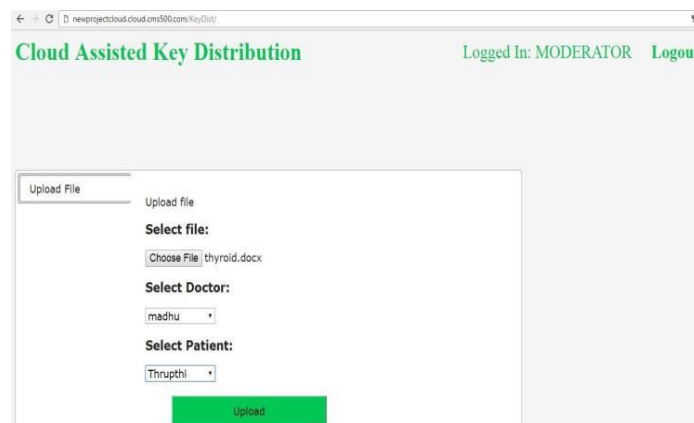 newprojectcloud.cloud.cms500.com/KeyDist/
Cloud Assisted Key Distribution
Logged In: MODERATOR Logou
Upload File
Upload file
Select file:
Choose File thyroid.docx
Select Doctor:
madhu
Select Patient:
Thrupthi
Upload